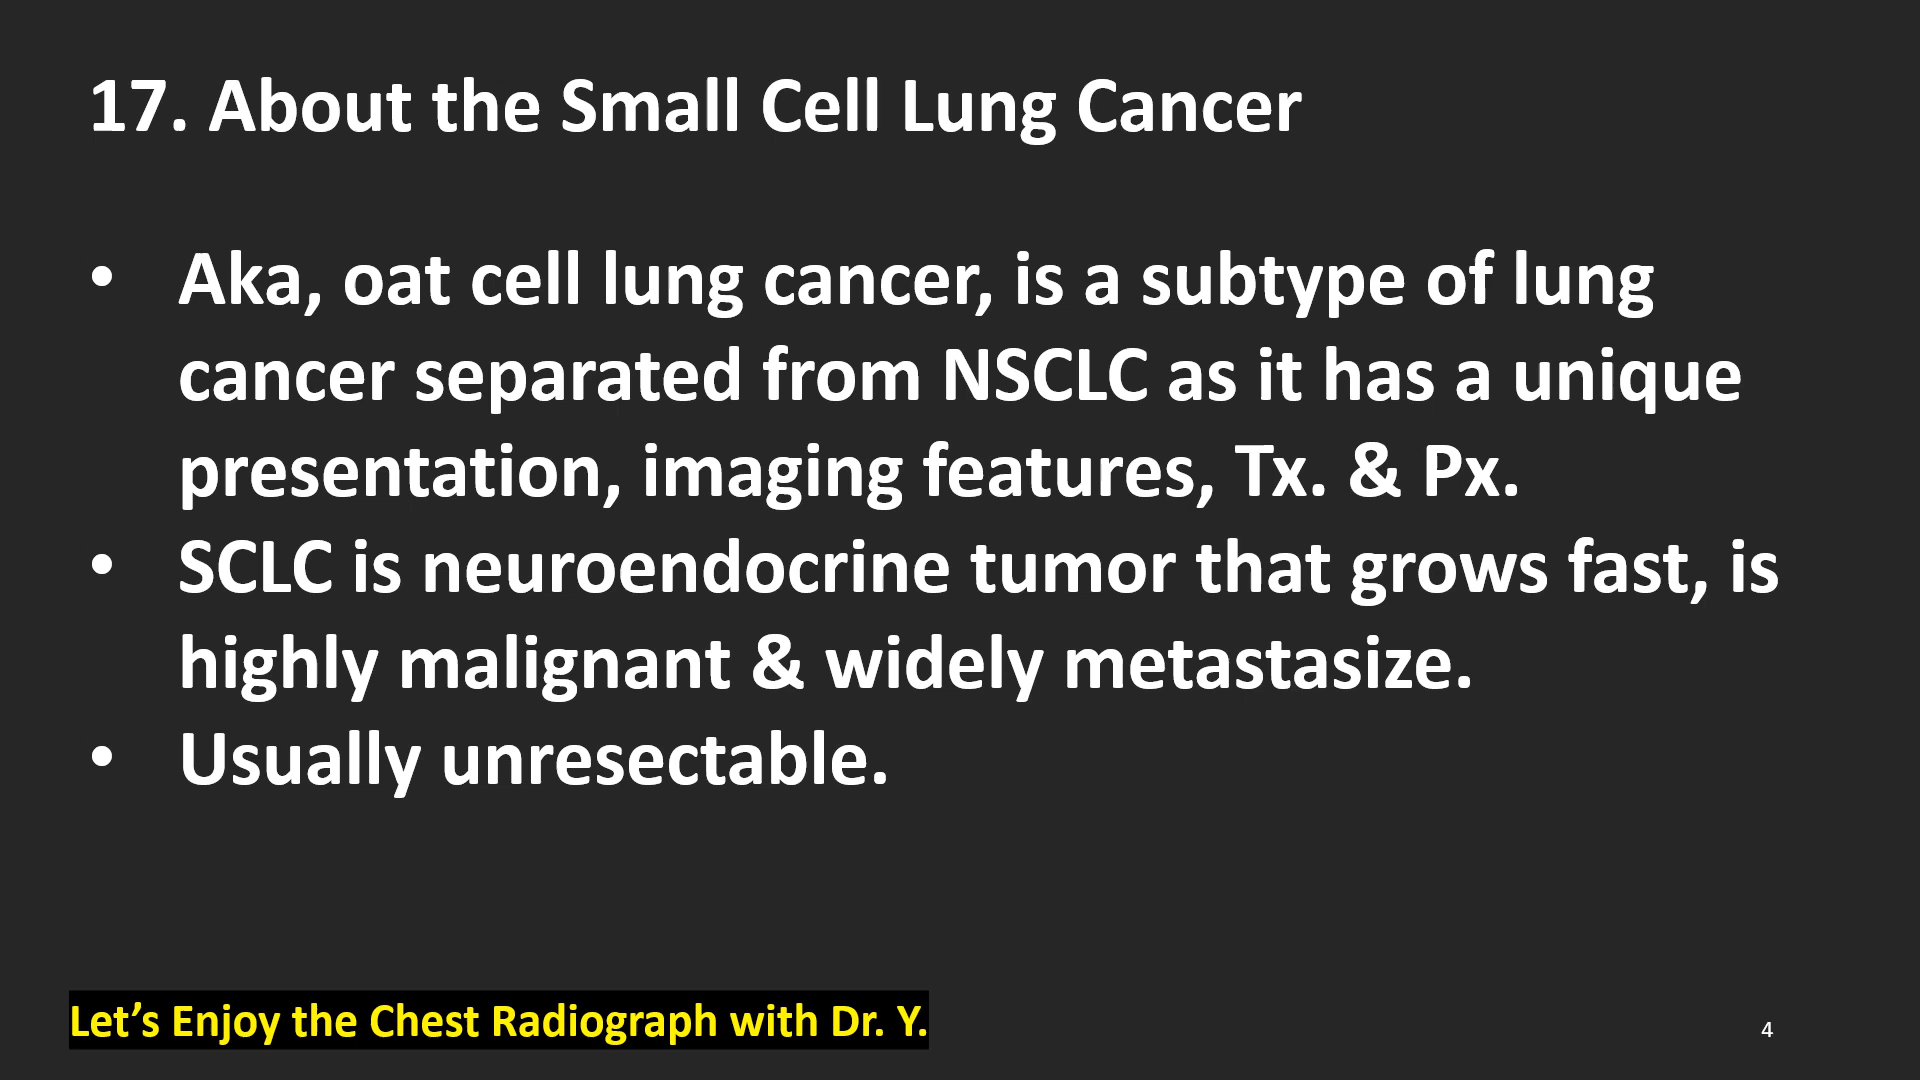 17. About the Small Cell Lung Cancer
• Aka, oat cell lung cancer, is a subtype of lung
cancer separated from NSCLC as it has a unique
presentation, imaging features, Tx. & Px.
• SCLC is neuroendocrine tumor that grows fast, is
highly malignant & widely metastasize.
• Usually unresectable.
Let’s Enjoy the Chest Radiograph with Dr. Y.
4